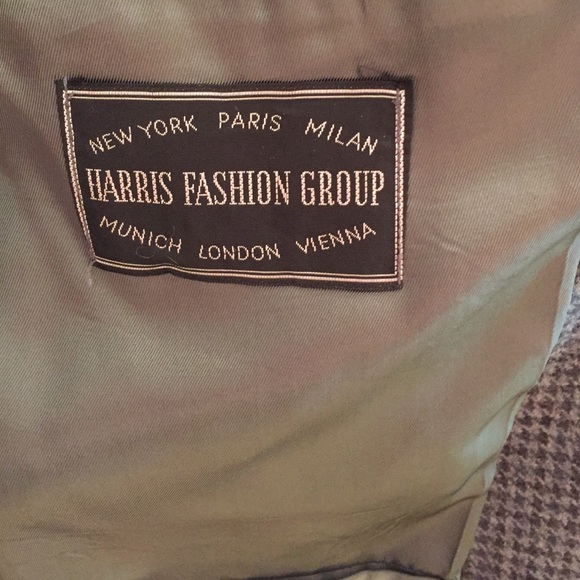 NEW YORK PARIS MILAN
HARRIS FASHION GROUP
MUNICH LONDON VIENNA